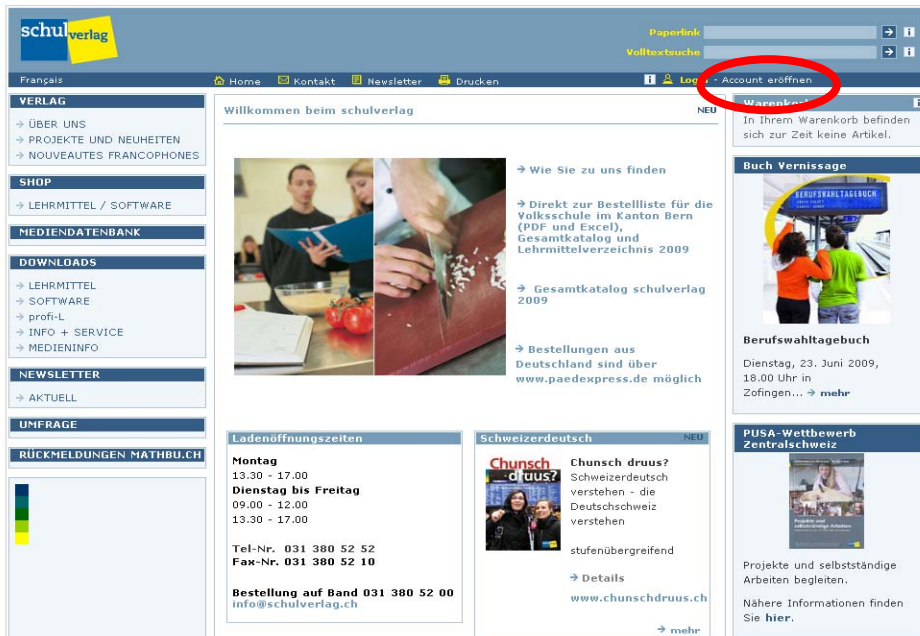 schulverlag
Paperlink
Volltextsuche
Français
Home
Kontakt
Newsletter
Drucken
Login - Account eröffnen
VERLAG
→ ÜBER UNS
→ PROJEKTE UND NEUHEITEN
→ NOUVEAUTES FRANCOPHONES
SHOP
→ LEHRMITTEL / SOFTWARE
MEDIENDATENBANK
DOWNLOADS
→ LEHRMITTEL
→ SOFTWARE
→ profi-L
→ INFO + SERVICE
→ MEDIENINFO
NEWSLETTER
→ AKTUELL
UMFRAGE
RÜCKMELDUNGEN MATHBU.CH
Willkommen beim schulverlag NEU
→ Wie Sie zu uns finden
→ Direkt zur Bestellliste für die
Volksschule im Kanton Bern
(PDF und Excel),
Gesamtkatalog und
Lehrmittelverzeichnis 2009
→ Gesamtkatalog schulverlag
2009
→ Bestellungen aus
Deutschland sind über
www.paedexpress.de möglich
Ladenöffnungszeiten
Montag
13.30 - 17.00
Dienstag bis Freitag
09.00 - 12.00
13.30 - 17.00
Tel-Nr. 031 380 52 52
Fax-Nr. 031 380 52 10
Bestellung auf Band 031 380 52 00
info@schulverlag.ch
Schweizerdeutsch NEU
Chunsch
druus?
Chunsch druus?
Schweizerdeutsch
verstehen - die
Deutschschweiz
verstehen
stufenübergreifend
→ Details
www.chunschdruus.ch
→ mehr
Warenkorb
In Ihrem Warenkorb befinden
sich zur Zeit keine Artikel.
Buch Vernissage
BERUFSWAHLTAGEBUCH
Berufswahltagebuch
Dienstag, 23. Juni 2009,
18.00 Uhr in
Zofingen... → mehr
PUSA-Wettbewerb
Zentralschweiz
Projekte und
selbstständige Arbeiten
Projekte und selbstständige
Arbeiten begleiten.
Nähere Informationen finden
Sie hier.